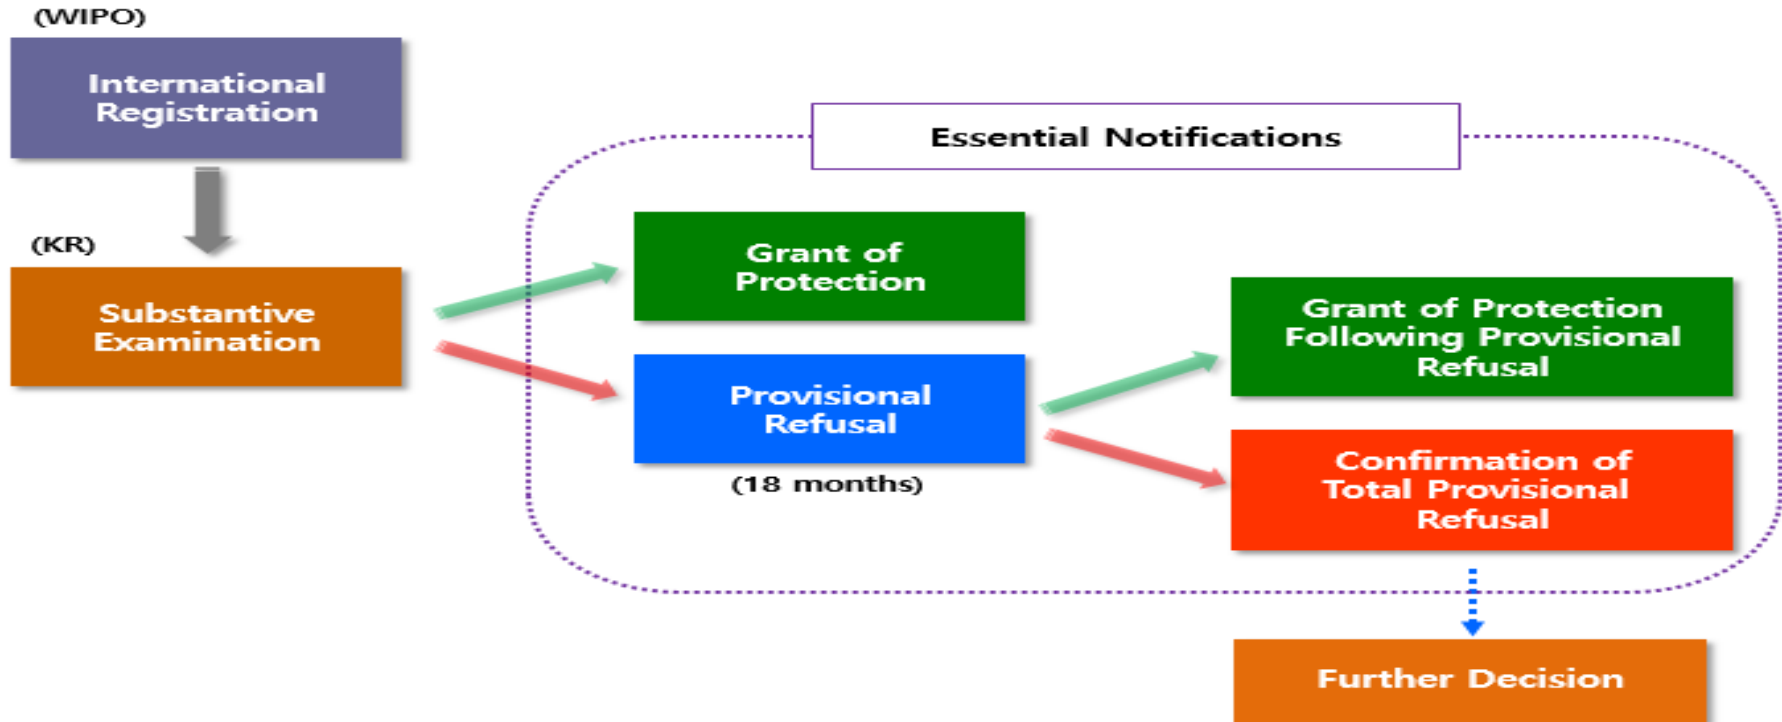 (WIPO)
International
Registration
(KR)
Substantive
Examination
Essential Notifications
Grant of
Protection
Provisional
Refusal
(18 months)
Grant of Protection
Following Provisional
Refusal
Confirmation of
Total Provisional
Refusal
Further Decision